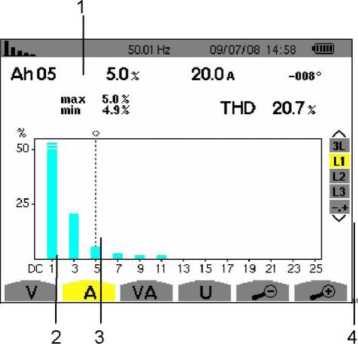 1
50.01 Hz 09/07/08 14:58
Ah 05 5.0 % 20.0 A -008°
max 5.0 %
min 4.9 %
THD 20.7 %
%
50
25
3L
L1
L2
L3
-.+
DC 1 3 5 7 9 11 13 15 17 19 21 23 25
V A VA U
2 3 4